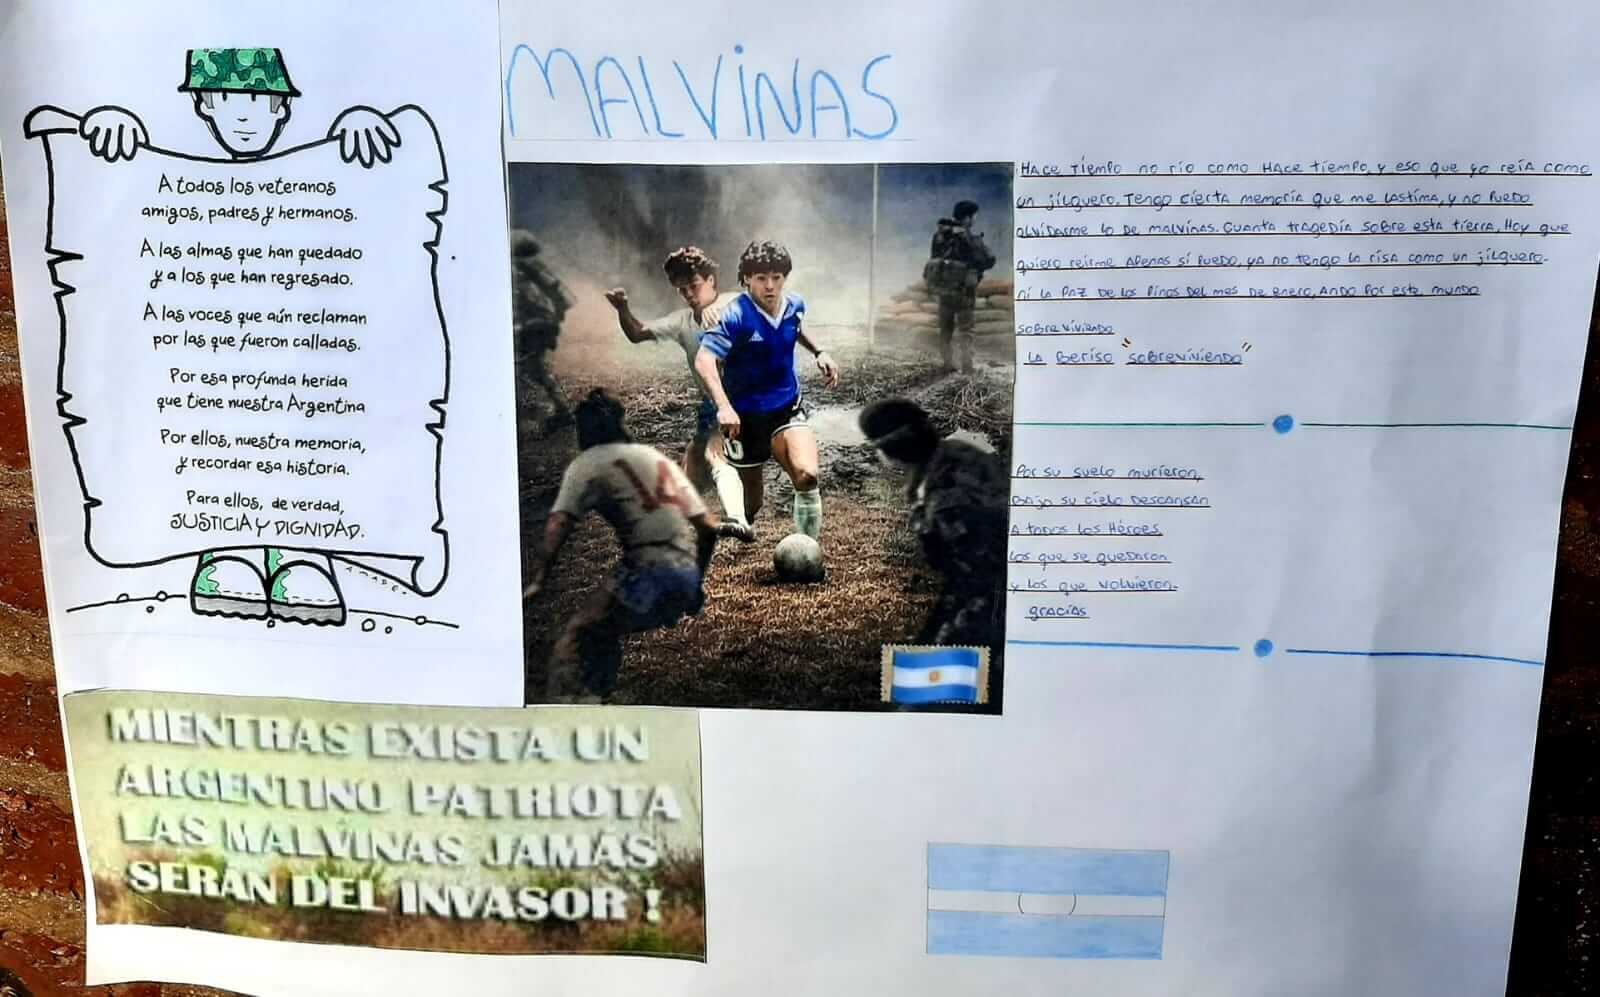 MALVINAS
A todos los veteranos
amigos, padres y hermanos.
A las almas que han quedado
y a los que han regresado.
A las voces que aún reclaman
por las que fueron calladas.
Por esa profunda herida
que tiene nuestra Argentina
Por ellos, nuestra memoria,
y recordar esa historia.
Para ellos, de verdad,
JUSTICIA Y DIGNIDAD.
AMADEO
14
10
Hace tiempo no río como Hace tiempo, y eso que yo reía como
un jilguero. Tengo cierta memoria que me lastima, y no puedo
olvidarme lo de Malvinas. Cuanta tragedia sobre esta tierra, Hoy que
quiero reirme apenas sí puedo, ya no tengo la risa como un jilguero.
ni la paz de los pinos del mes de enero, ando por este mundo
sobreviviendo
La Beriso "sobreviviendo"
Por su suelo murieron,
Bajo su cielo descansan
A todos los Héroes.
Los que se quedaron
y los que volvieron.
gracias
MIENTRAS EXISTA UN
ARGENTINO PATRIOTA
LAS MALVINAS JAMÁS
SERAN DEL INVASOR !